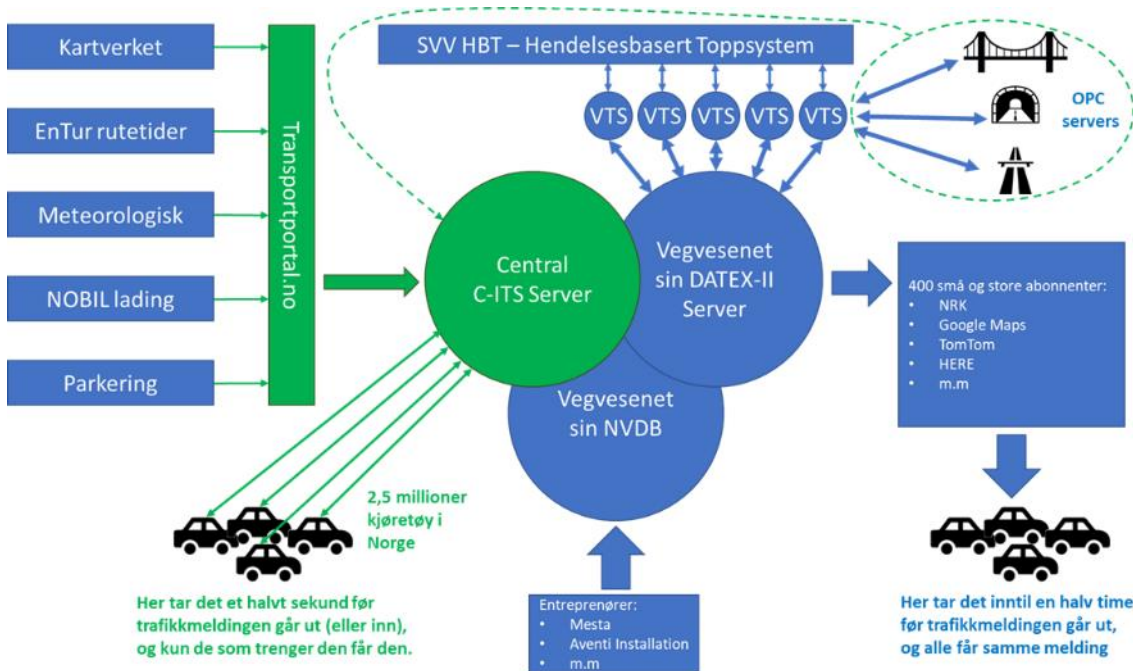 Kartverket
EnTur rutetider
Meteorologisk
NOBIL lading
Parkering
Transportportal.no
SVV HBT – Hendelsesbasert Toppsystem
VTS
VTS
VTS
VTS
VTS
OPC
servers
Central
C-ITS Server
Vegvesenet
sin DATEX-II
Server
Vegvesenet
sin NVDB
400 små og store abonnenter:
• NRK
• Google Maps
• TomTom
• HERE
• m.m
2,5 millioner
kjøretøy i
Norge
Her tar det et halvt sekund før
trafikkmeldingen går ut (eller inn),
og kun de som trenger den får den.
Entreprenører:
• Mesta
• Aventi Installation
• m.m
Her tar det inntil en halv time
før trafikkmeldingen går ut,
og alle får samme melding